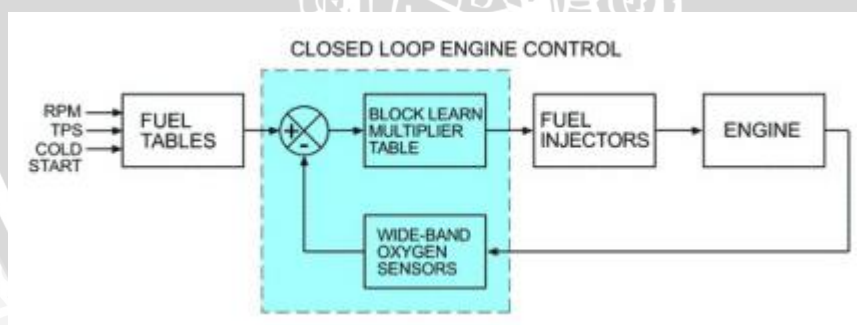 CLOSED LOOP ENGINE CONTROL
RPM
TPS
COLD
START
FUEL
TABLES
+
-
BLOCK LEARN
MULTIPLIER
TABLE
FUEL
INJECTORS
ENGINE
WIDE-BAND
OXYGEN
SENSORS